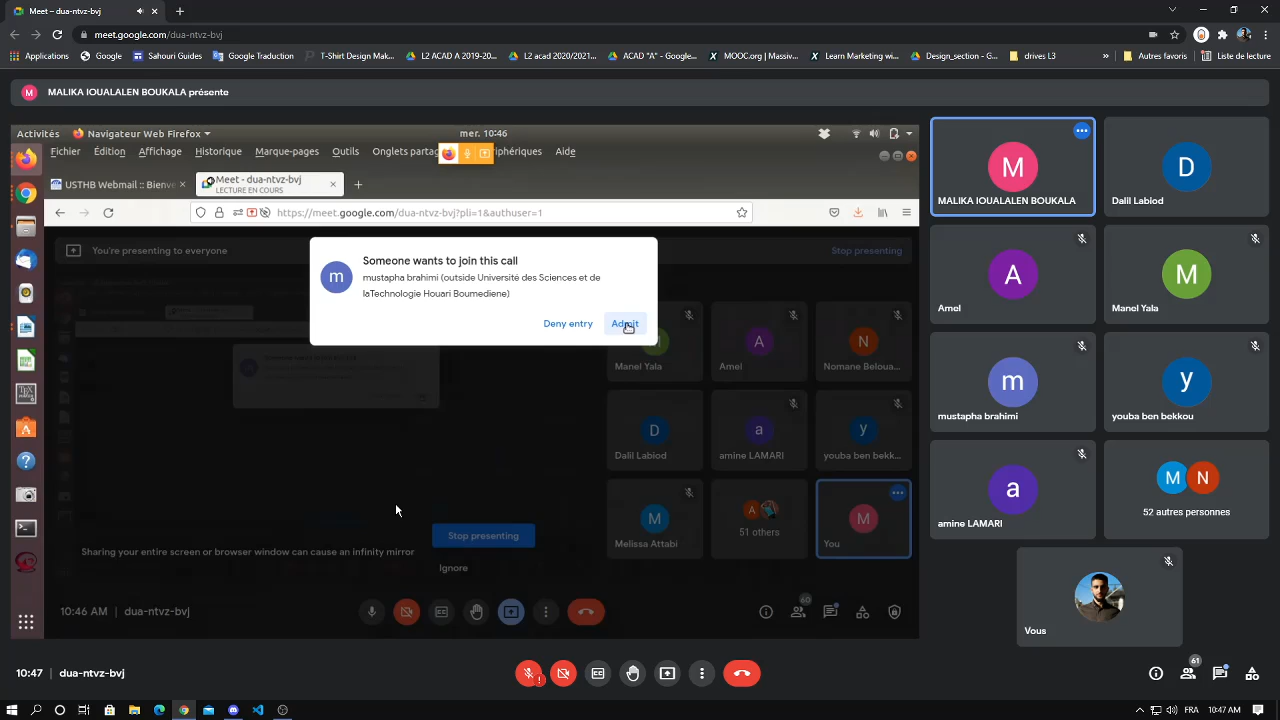 Meet – dua-ntvz-bvj
meet.google.com/dua-ntvz-bvj
Applications
Google
Sahouri Guides
Google Traduction
T-Shirt Design Mak...
L2 ACAD A 2019-20...
L2 acad 2020/2021...
ACAD "A" - Google...
MOOC.org | Massiv...
Learn Marketing wi...
Design_section - G...
drives L3
»
Autres favoris
Liste de lecture
M
MALIKA IOUALALEN BOUKALA présente
Activités
Navigateur Web Firefox
mer. 10:46
Fichier
Édition
Affichage
Historique
Marque-pages
Outils
Onglets partag
phériques
Aide
USTHB Webmail :: Bienve
Meet - dua-ntvz-bvj
LECTURE EN COURS
https://meet.google.com/dua-ntvz-bvj?pli=1&authuser=1
You're presenting to everyone
Stop presenting
Someone wants to join this call
m
mustapha brahimi (outside Université des Sciences et de
laTechnologie Houari Boumediene)
Deny entry
Admit
Manel Yala
A
Amel
N
Nomane Beloua...
D
Dalil Labiod
a
amine LAMARI
y
youba ben bekk...
M
Melissa Attabi
A
51 others
M
You
Stop presenting
Sharing your entire screen or browser window can cause an infinity mirror
Ignore
10:46 AM | dua-ntvz-bvj
60
M
MALIKA IOUALALEN BOUKALA
D
Dalil Labiod
A
Amel
M
Manel Yala
m
mustapha brahimi
y
youba ben bekkou
a
amine LAMARI
M
N
52 autres personnes
Vous
10:47 | dua-ntvz-bvj
61
FRA
10:47 AM